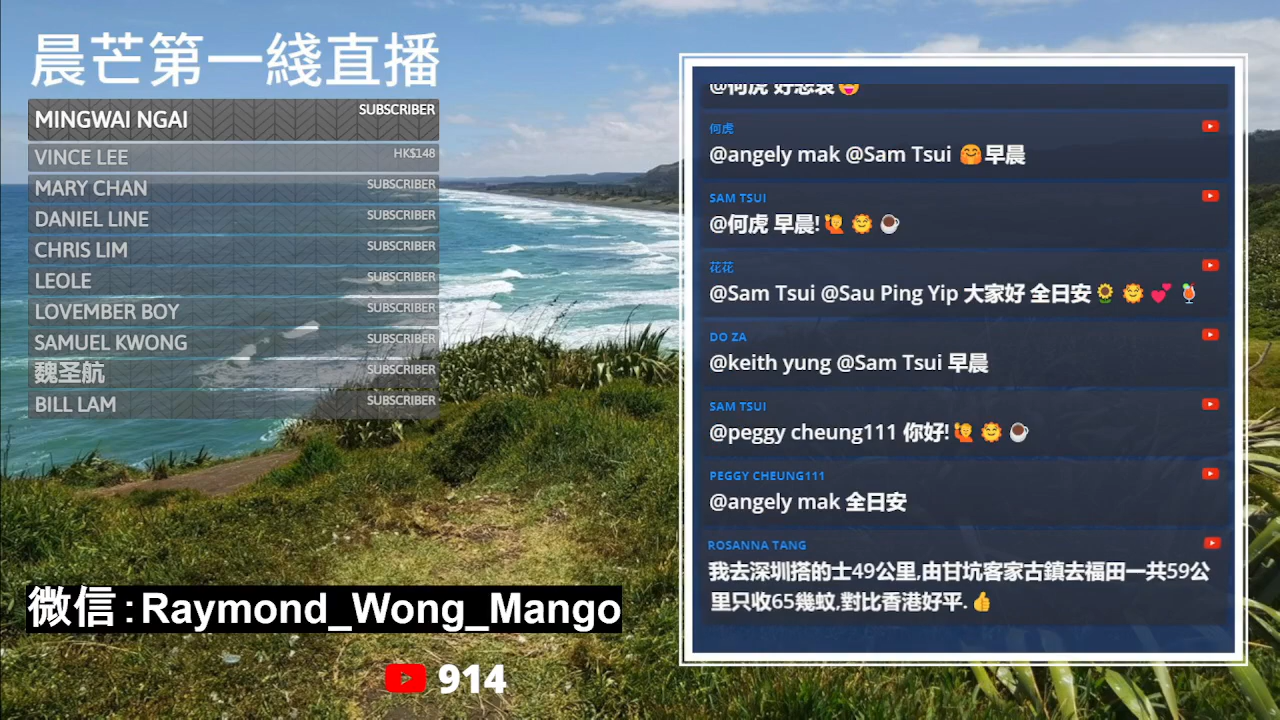 晨芒第一綫直播
MINGWAI NGAI SUBSCRIBER
VINCE LEE HK$148
MARY CHAN SUBSCRIBER
DANIEL LINE SUBSCRIBER
CHRIS LIM SUBSCRIBER
LEOLE SUBSCRIBER
LOVEMBER BOY SUBSCRIBER
SAMUEL KWONG SUBSCRIBER
魏圣航 SUBSCRIBER
BILL LAM SUBSCRIBER
微信:Raymond_Wong_Mango
914
@何虎 好悲哀😝
何虎
@angely mak @Sam Tsui 🤗早晨
SAM TSUI
@何虎 早晨!🙋🌞☕
花花
@Sam Tsui @Sau Ping Yip 大家好 全日安🌻🌞💕🍹
DO ZA
@keith yung @Sam Tsui 早晨
SAM TSUI
@peggy cheung111 你好!🙋🌞☕
PEGGY CHEUNG111
@angely mak 全日安
ROSANNA TANG
我去深圳搭的士49公里,由甘坑客家古鎮去福田一共59公
里只收65幾蚊,對比香港好平.👍